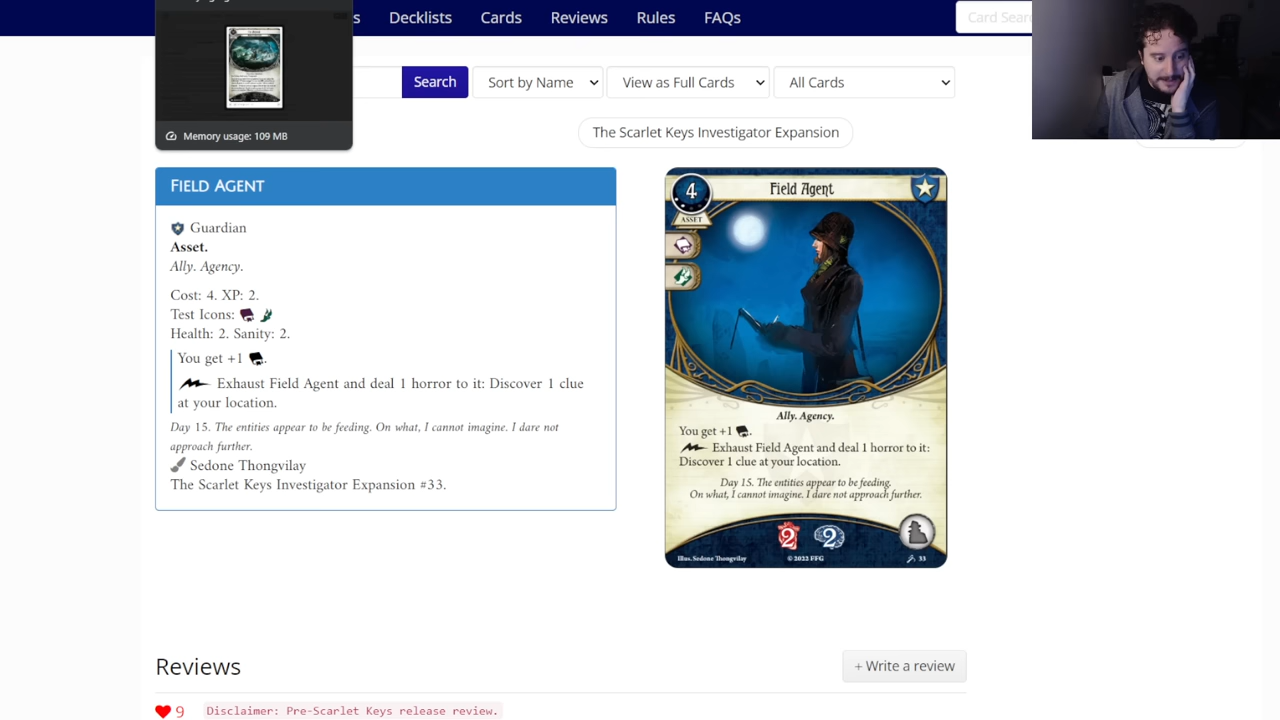 Decklists Cards Reviews Rules FAQs
Card Sear
Memory usage: 109 MB
Search Sort by Name View as Full Cards All Cards
The Scarlet Keys Investigator Expansion
FIELD AGENT
Guardian
Asset.
Ally. Agency.
Cost: 4. XP: 2.
Test Icons:
Health: 2. Sanity: 2.
You get +1 .
Exhaust Field Agent and deal 1 horror to it: Discover 1 clue
at your location.
Day 15. The entities appear to be feeding. On what, I cannot imagine. I dare not
approach further.
Sedone Thongvilay
The Scarlet Keys Investigator Expansion #33.
4
Field Agent
ASSET
Ally. Agency.
You get +1 .
Exhaust Field Agent and deal 1 horror to it:
Discover 1 clue at your location.
Day 15. The entities appear to be feeding.
On what, I cannot imagine. I dare not approach further.
2 2
Illus. Sedone Thongvilay © 2022 FFG 33
Reviews
+ Write a review
9 Disclaimer: Pre-Scarlet Keys release review.